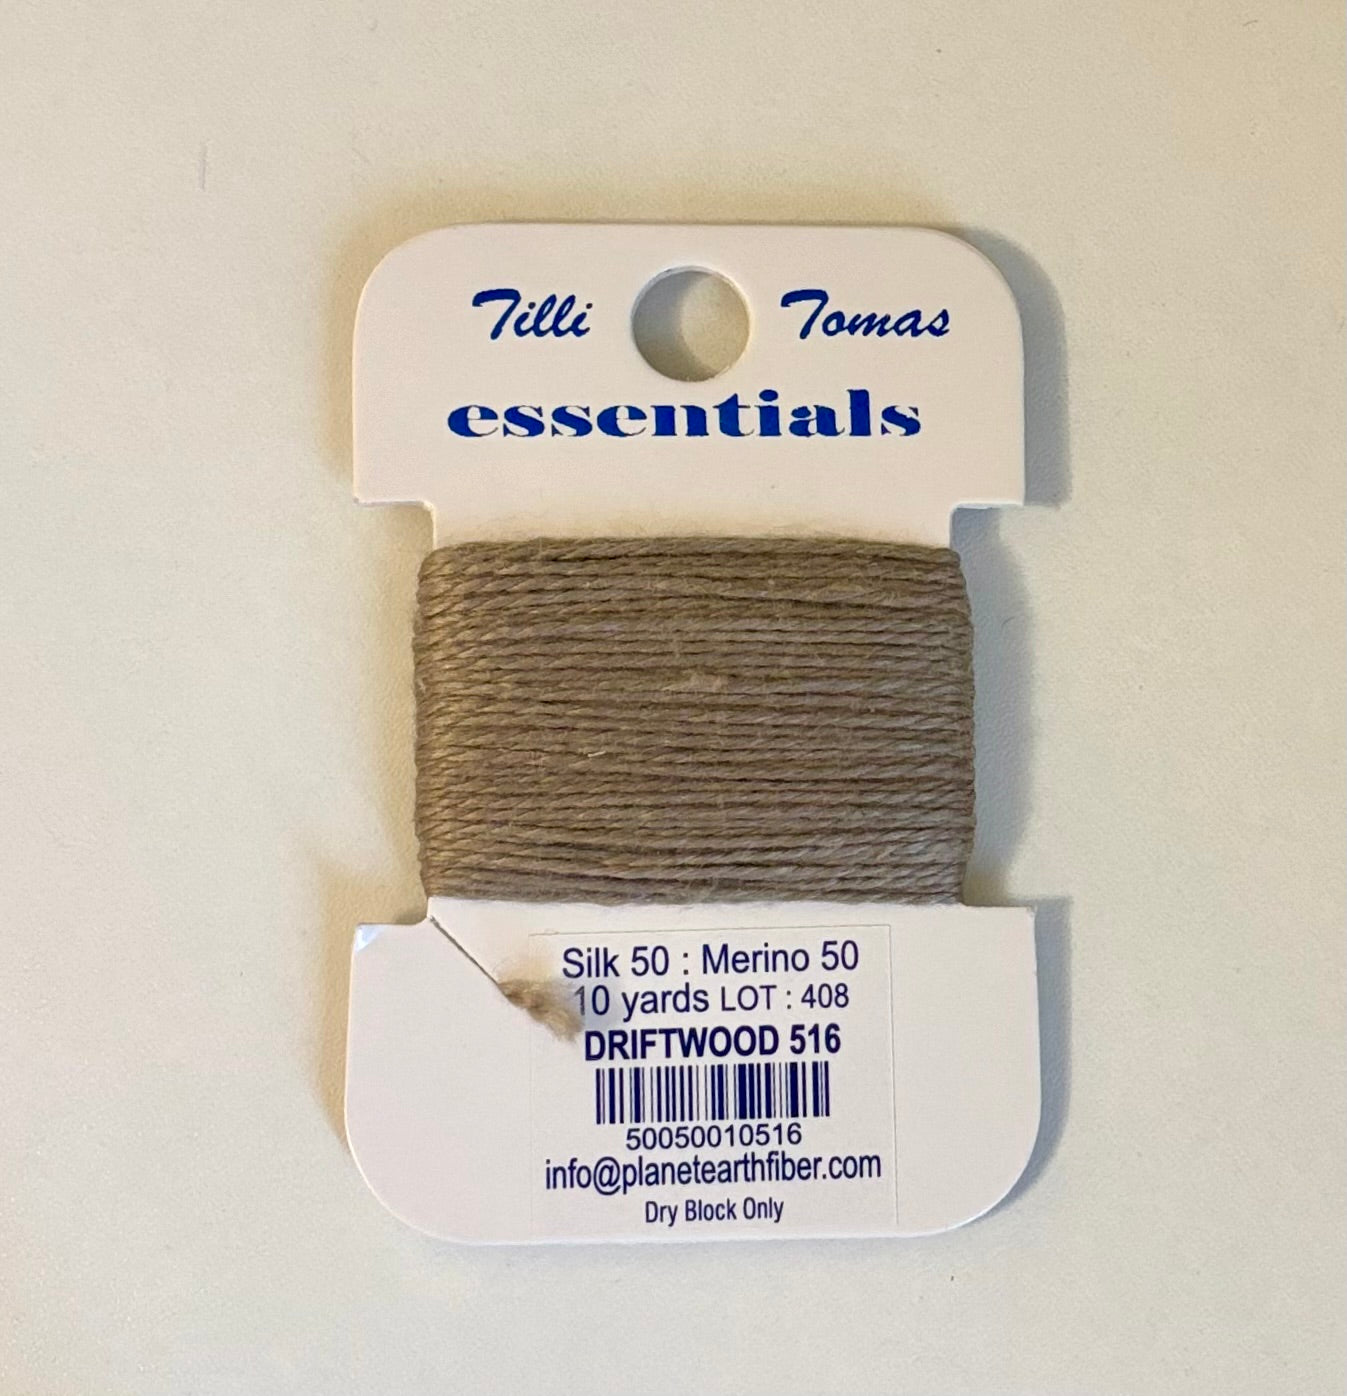 Tilli Tomas
essentials
Silk 50 : Merino 50
10 yards LOT : 408
DRIFTWOOD 516
50050010516
info@planetearthfiber.com
Dry Block Only